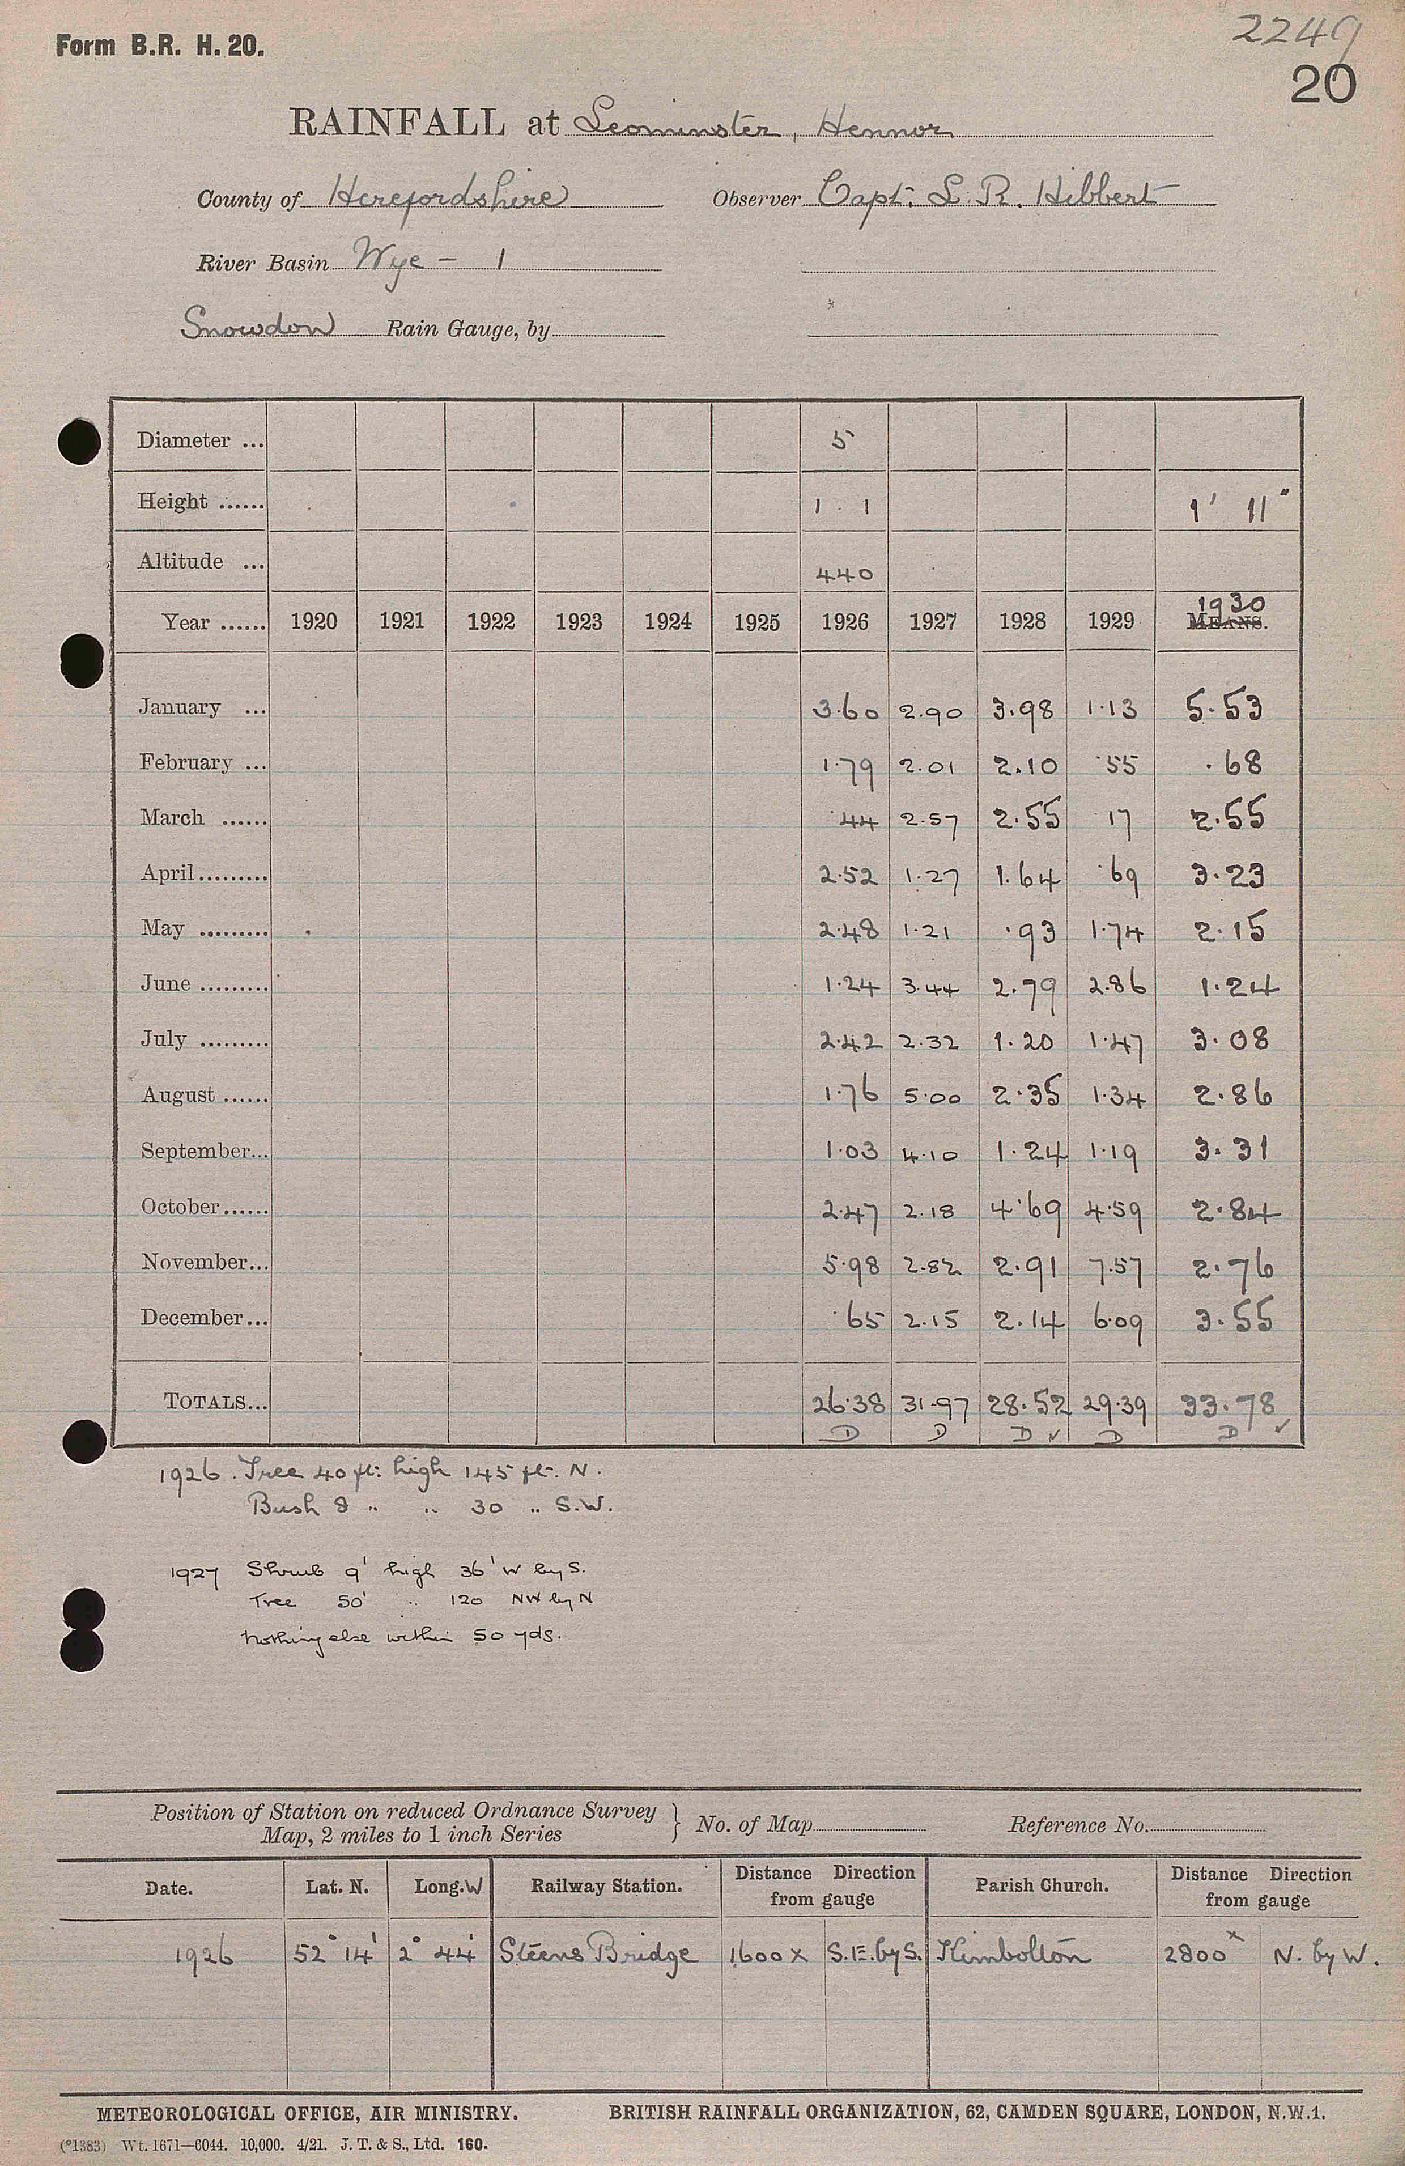 2249
Form B.R. H. 20.
20
RAINFALL at Leominster, Hennor
County of Herefordshire Observer Capt: L. R. Hibbert
River Basin Wye - 1
Snowdon Rain Gauge, by
Diameter ... 5
Height ...... 1 . 1 1' 11"
Altitude ... 440
Year ...... 1920 1921 1922 1923 1924 1925 1926 1927 1928 1929 1930 MEANS.
January ... 3.60 2.90 3.98 1.13 5.53
February ... 1.79 2.01 2.10 .55 .68
March ...... .44 2.57 2.55 17 2.55
April ......... 2.52 1.27 1.64 .69 3.23
May ......... 2.48 1.21 .93 1.74 2.15
June ......... 1.24 3.44 2.79 2.86 1.24
July ......... 2.42 2.32 1.20 1.47 3.08
August ...... 1.76 5.00 2.35 1.34 2.86
September... 1.03 4.10 1.24 1.19 3.31
October...... 2.47 2.18 4.69 4.59 2.84
November... 5.98 2.82 2.91 7.57 2.76
December... .65 2.15 2.14 6.09 3.55
TOTALS... 26.38 31.97 28.52 29.39 33.78
D D D ✓ D D ✓
1926. Tree 40 ft: high 145 ft. N.
Bush 8 " " 30 " S.W.
1927 Shrub 9' high 36' W by S.
Tree 50' " 120 NW by N
Nothing else within 50 yds.
Position of Station on reduced Ordnance Survey Map, 2 miles to 1 inch Series } No. of Map Reference No.
Date. Lat. N. Long. W Railway Station. Distance Direction from gauge Parish Church. Distance Direction from gauge
1926 52° 14' 2° 44' Steens Bridge 1600 x S.E. by S. Kimbolton 2800 x N. by W.
METEOROLOGICAL OFFICE, AIR MINISTRY. BRITISH RAINFALL ORGANIZATION, 62, CAMDEN SQUARE, LONDON, N.W.1.
(*1383) Wt. 1671—6044. 10,000. 4/21. J. T. & S., Ltd. 160.